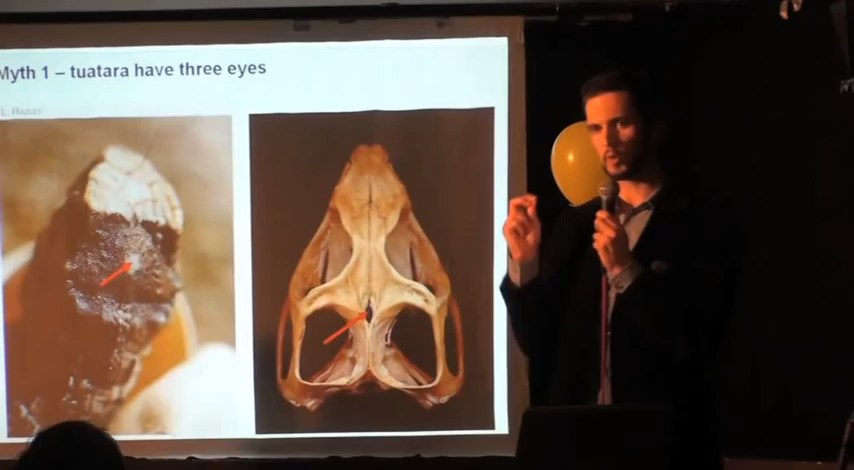 Myth 1 – tuatara have three eyes